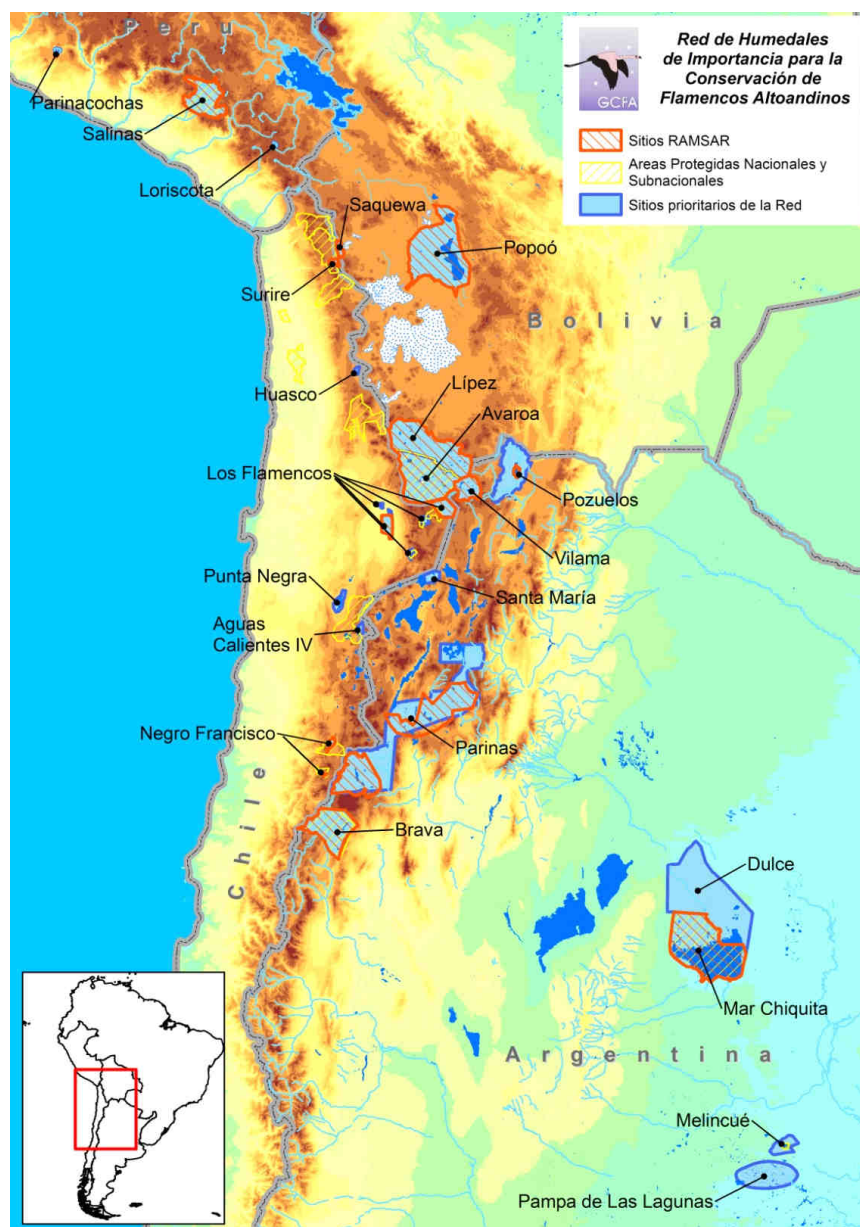 Peru
Red de Humedales
de Importancia para la
Conservación de
Flamencos Altoandinos
GCFA
Sitios RAMSAR
Areas Protegidas Nacionales y
Subnacionales
Sitios prioritarios de la Red
Parinacochas
Salinas
Loriscota
Saquewa
Popoó
Surire
Bolivia
Huasco
Lípez
Avaroa
Los Flamencos
Pozuelos
Vilama
Punta Negra
Santa María
Aguas
Calientes IV
Negro Francisco
Parinas
Chile
Brava
Dulce
Mar Chiquita
Argentina
Melincué
Pampa de Las Lagunas